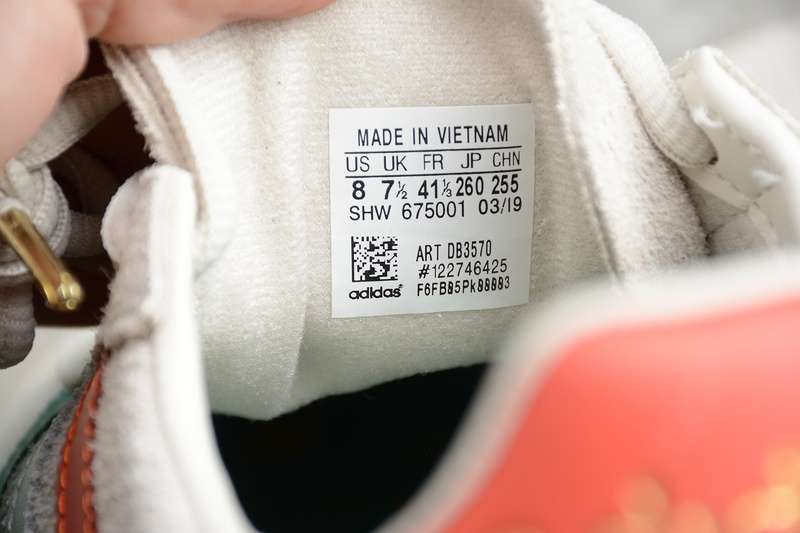 MADE IN VIETNAM
US UK FR JP CHN
8 7½ 41⅓ 260 255
SHW 675001 03/19
ART DB3570
#122746425
adidas